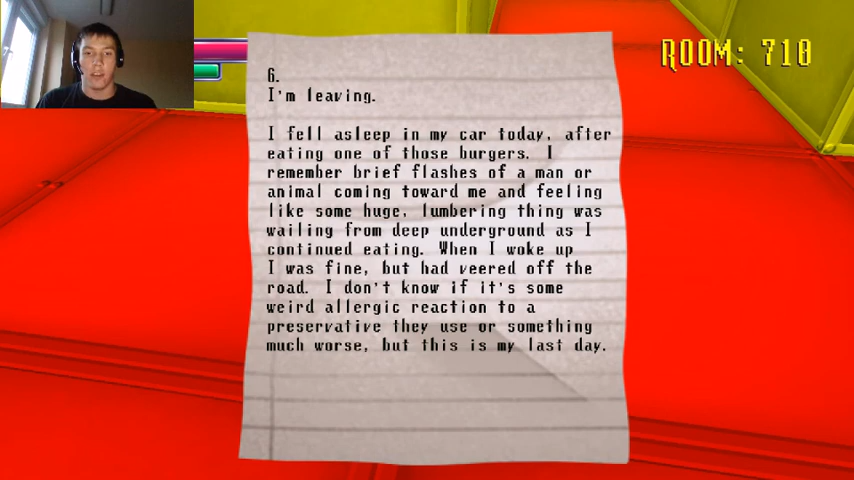 ROOM: 710
6.
I'm leaving.
I fell asleep in my car today, after
eating one of those burgers. I
remember brief flashes of a man or
animal coming toward me and feeling
like some huge, lumbering thing was
wailing from deep underground as I
continued eating. When I woke up
I was fine, but had veered off the
road. I don't know if it's some
weird allergic reaction to a
preservative they use or something
much worse, but this is my last day.